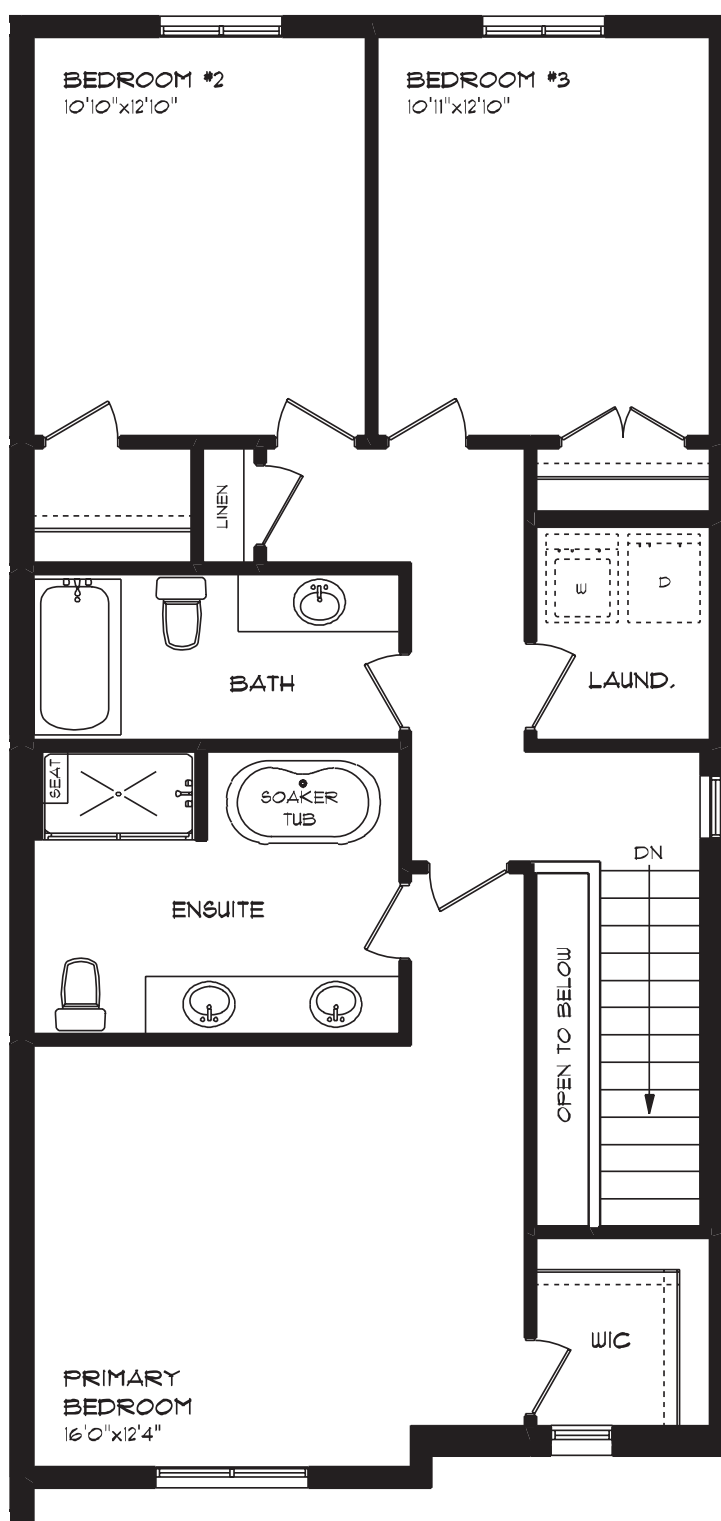 BEDROOM #2
10'10"x12'10"
BEDROOM #3
10'11"x12'10"
LINEN
W
D
BATH
LAUND.
SEAT
SOAKER
TUB
DN
ENSUITE
OPEN TO BELOW
WIC
PRIMARY
BEDROOM
16'0"x12'4"